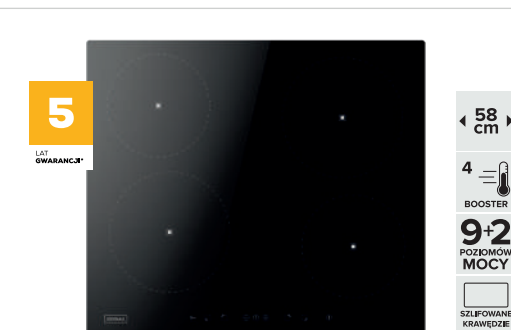 5
LAT
GWARANCJI*
58
cm
4
BOOSTER
9+2
POZIOMÓW
MOCY
SZLIFOWANE
KRAWĘDZIE